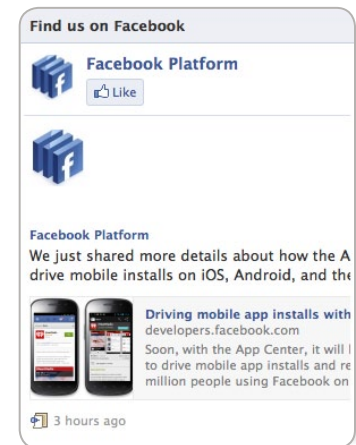 Find us on Facebook
Facebook Platform
Like
Facebook Platform
We just shared more details about how the A
drive mobile installs on iOS, Android, and the
Driving mobile app installs with
developers.facebook.com
Soon, with the App Center, it will
to drive mobile app installs and re
million people using Facebook on
3 hours ago